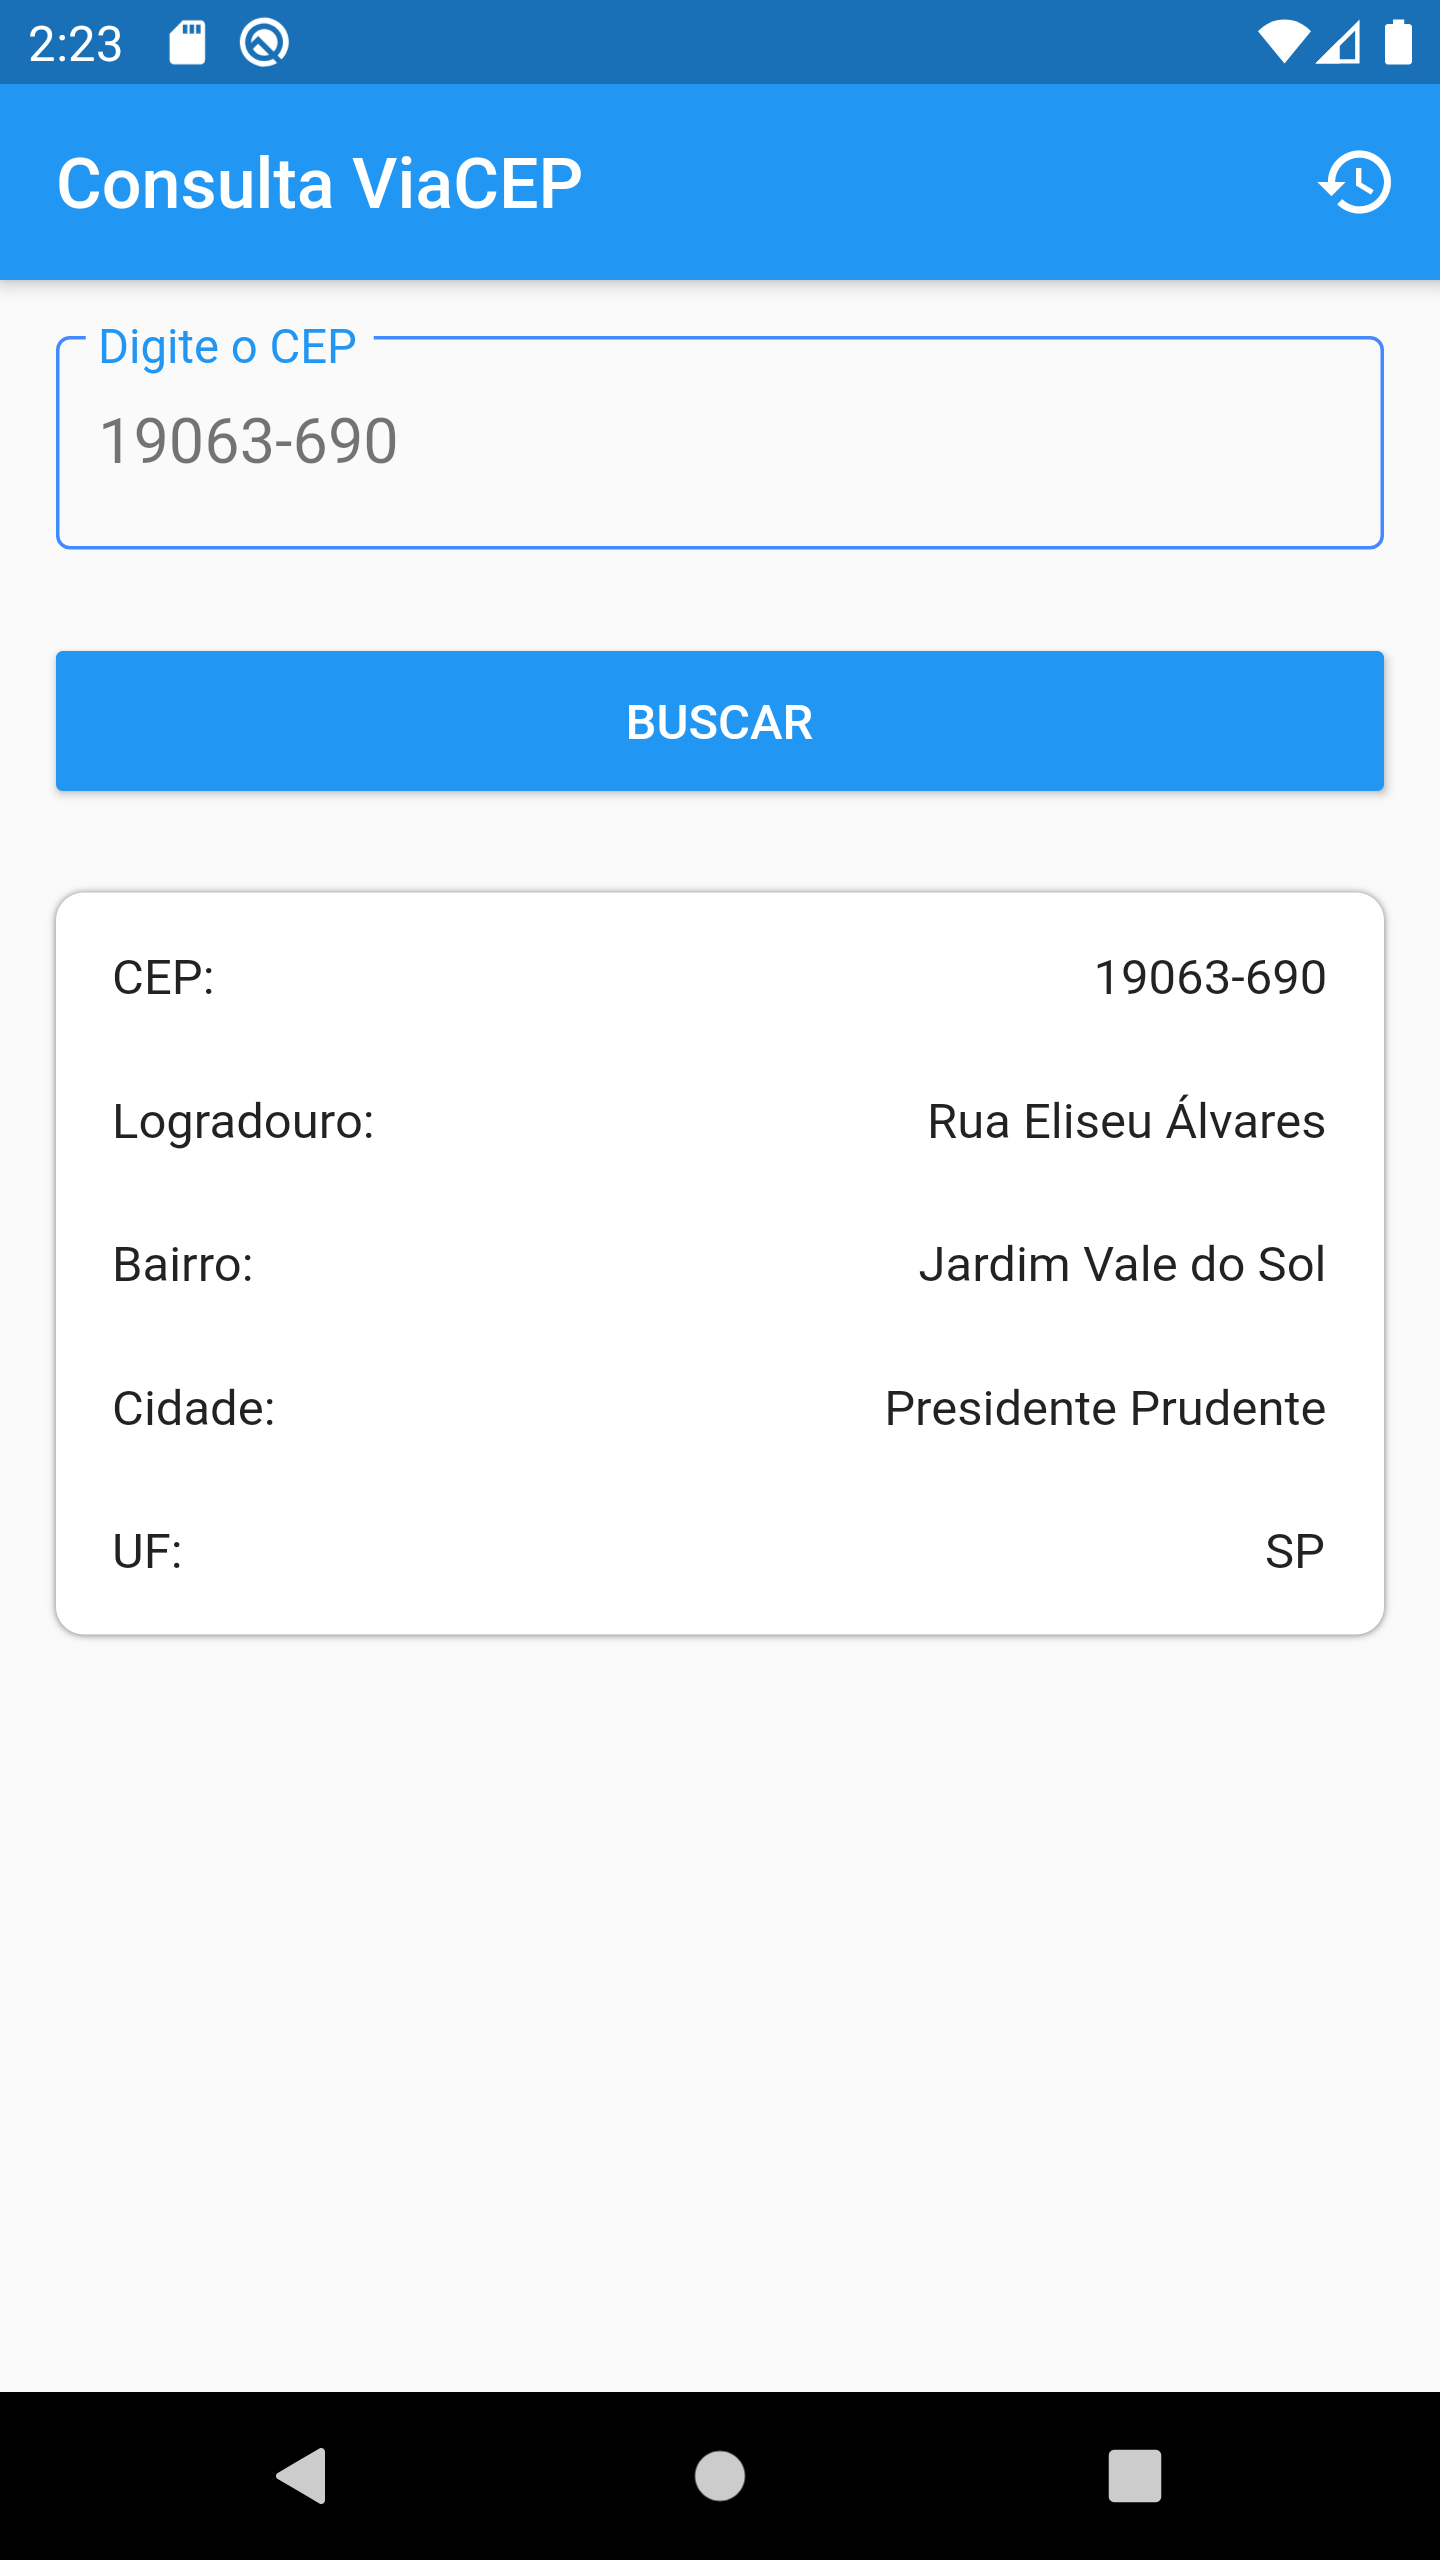 2:23
Consulta ViaCEP
Digite o CEP
19063-690
BUSCAR
CEP: 19063-690
Logradouro: Rua Eliseu Álvares
Bairro: Jardim Vale do Sol
Cidade: Presidente Prudente
UF: SP